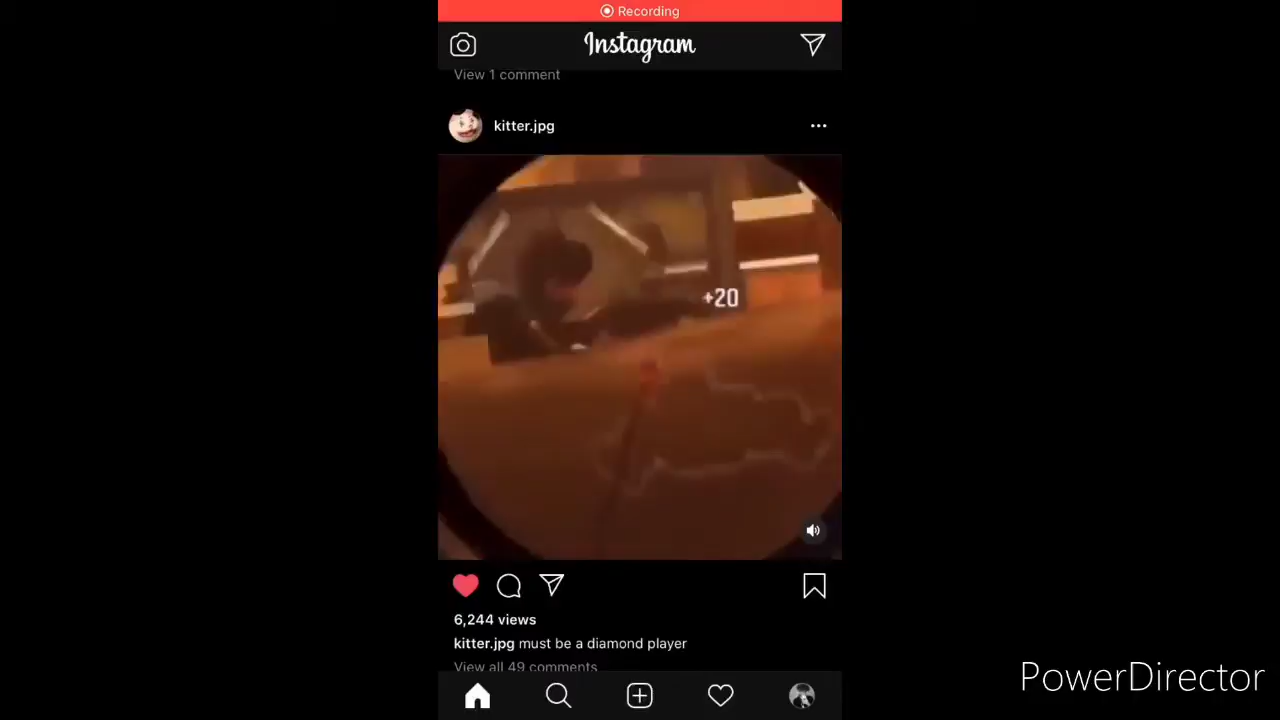 Recording
Instagram
View 1 comment
kitter.jpg
+20
6,244 views
kitter.jpg must be a diamond player
View all 49 comments
PowerDirector